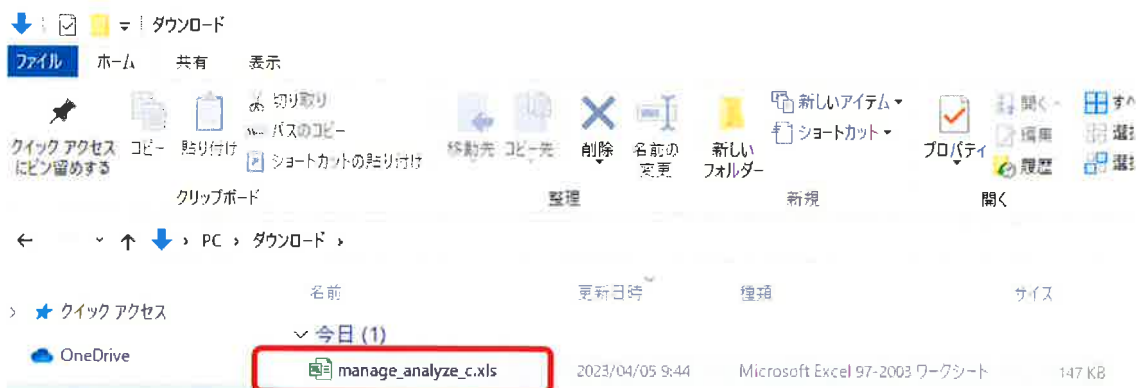 ダウンロード
ファイル ホーム 共有 表示
クイック アクセスにピン留めする
コピー
貼り付け
切り取り
パスのコピー
ショートカットの貼り付け
クリップボード
移動先
コピー先
削除
名前の変更
整理
新しいフォルダー
新しいアイテム
ショートカット
新規
プロパティ
開く
編集
履歴
開く
すべ
選択
選択
PC › ダウンロード ›
名前 更新日時 種類 サイズ
クイック アクセス
今日 (1)
OneDrive
manage_analyze_c.xls 2023/04/05 9:44 Microsoft Excel 97-2003 ワークシート 147 KB